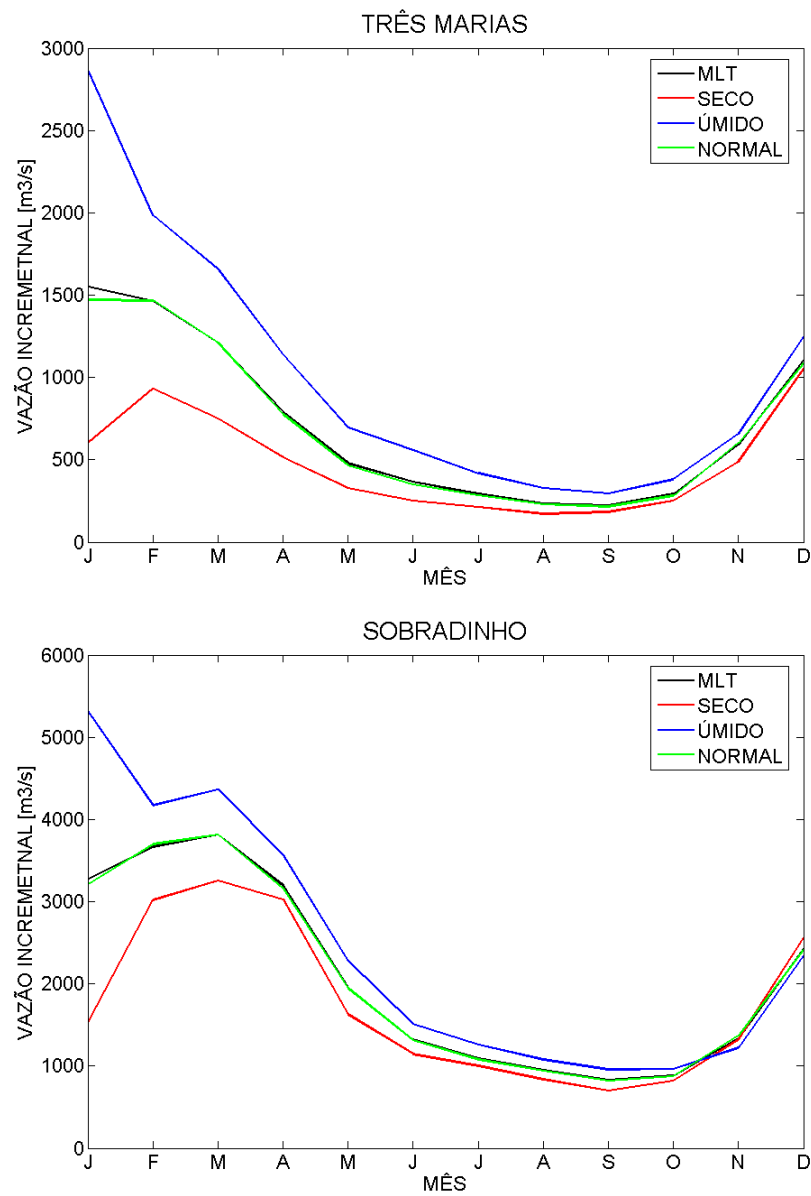 TRÊS MARIAS
3000
2500
2000
1500
1000
500
0
VAZÃO INCREMETNAL [m3/s]
MLT
SECO
ÚMIDO
NORMAL
J F M A M J J A S O N D
MÊS
SOBRADINHO
6000
5000
4000
3000
2000
1000
0
VAZÃO INCREMETNAL [m3/s]
MLT
SECO
ÚMIDO
NORMAL
J F M A M J J A S O N D
MÊS